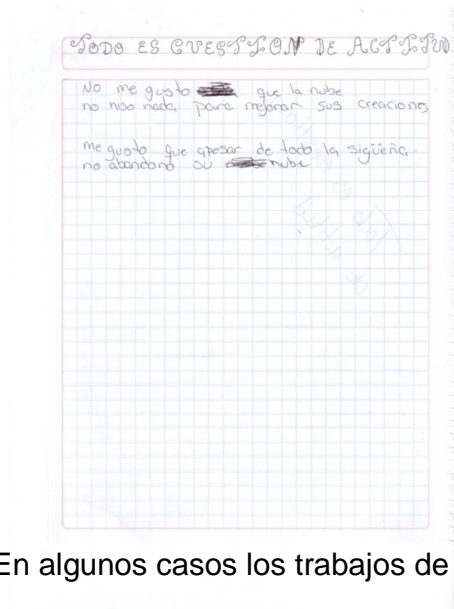 TODO ES CUESTION DE ACTITUD
No me gusto que la nube
no hiso nada para mejorar sus creaciones
me gusto que apesar de todo la sigüeña
no abandono su nube
En algunos casos los trabajos de